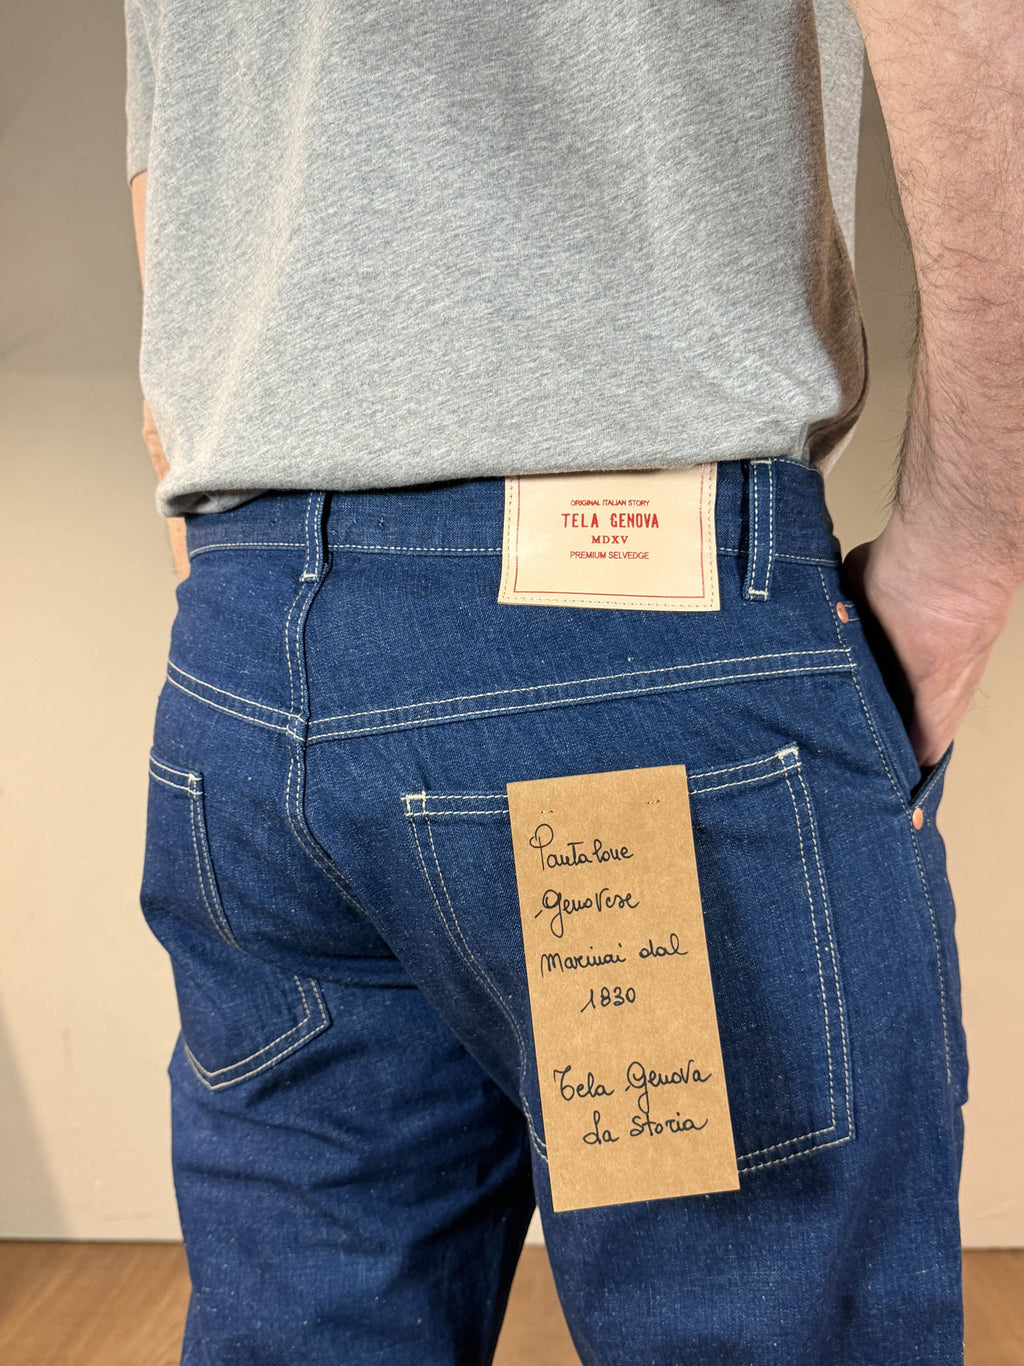 ORIGINAL ITALIAN STORY
TELA GENOVA
MDXV
PREMIUM SELVEDGE
Pantalone
genovese
marinai dal
1830
Tela Genova
La storia